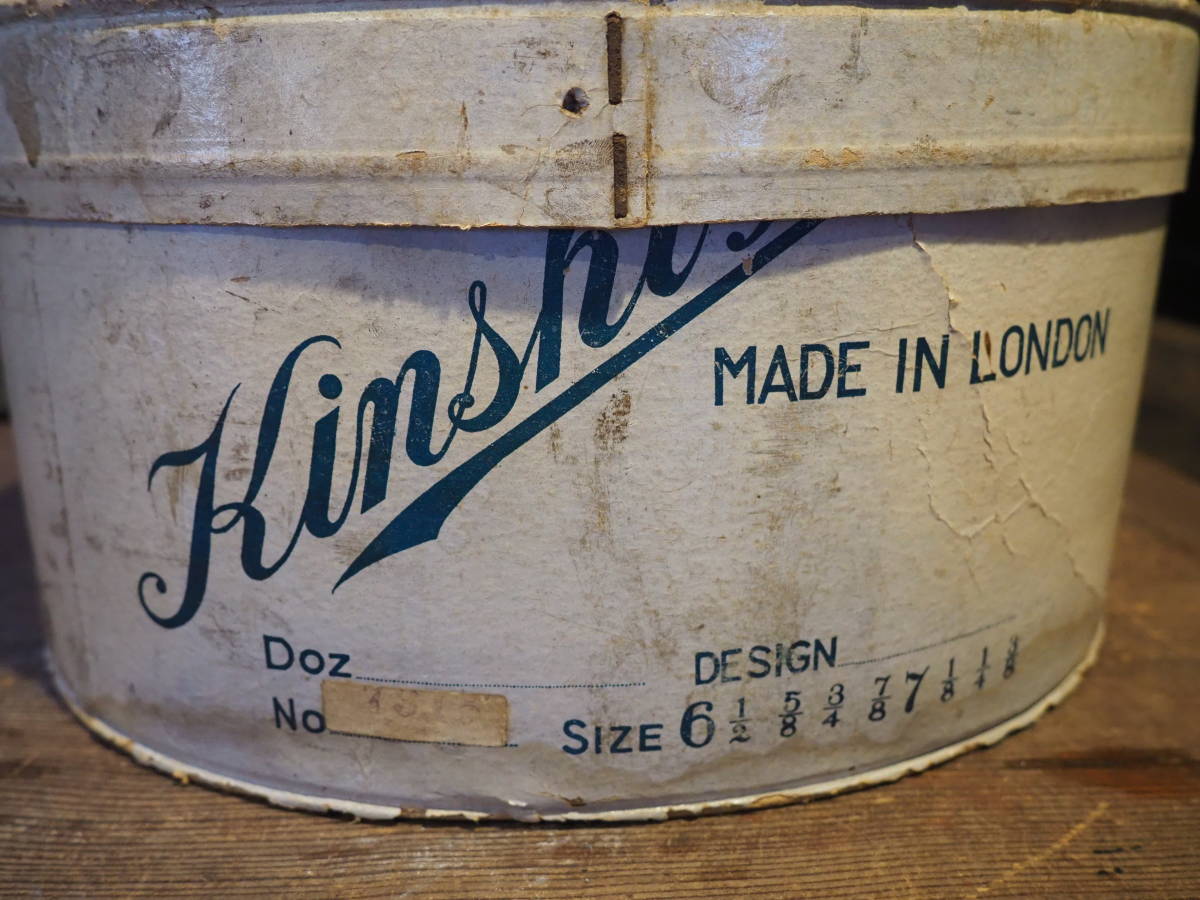 Kinshi
MADE IN LONDON
Doz
DESIGN
No
SIZE 6 1/2 5/8 3/4 7/8 7 1/8 1/4 3/8